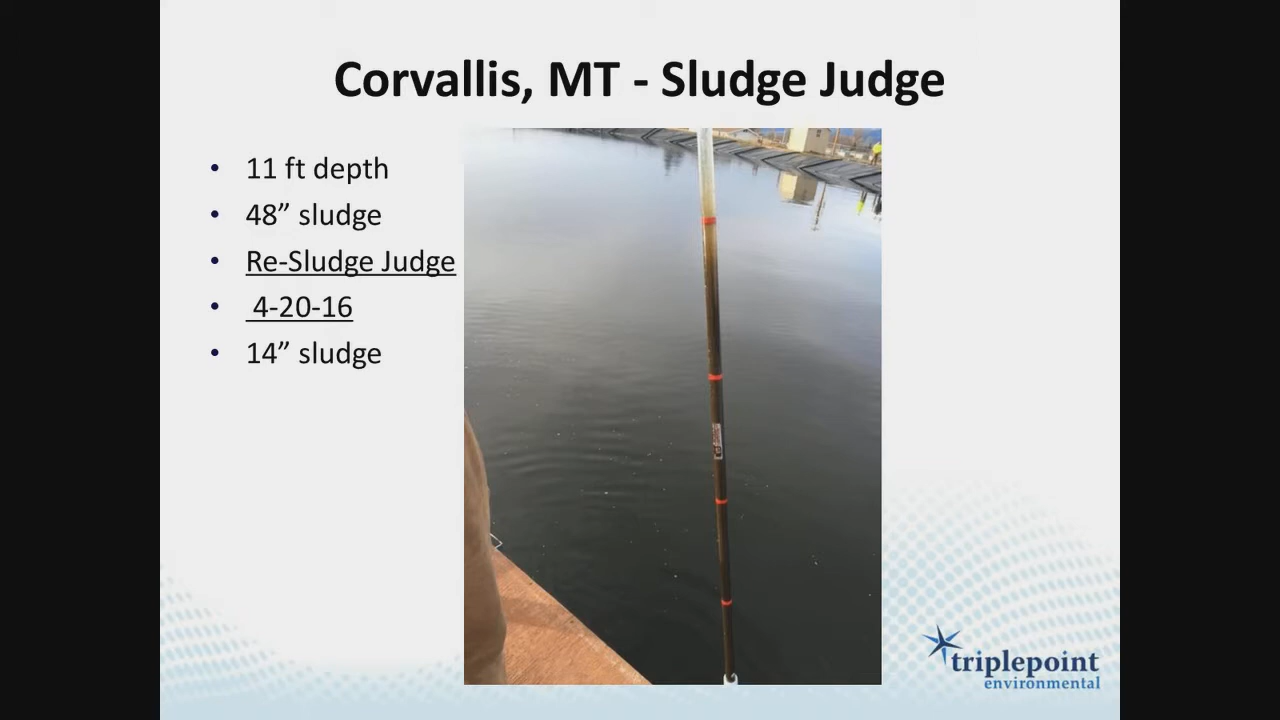 Corvallis, MT - Sludge Judge
• 11 ft depth
• 48” sludge
• Re-Sludge Judge
• 4-20-16
• 14” sludge
triplepoint
environmental